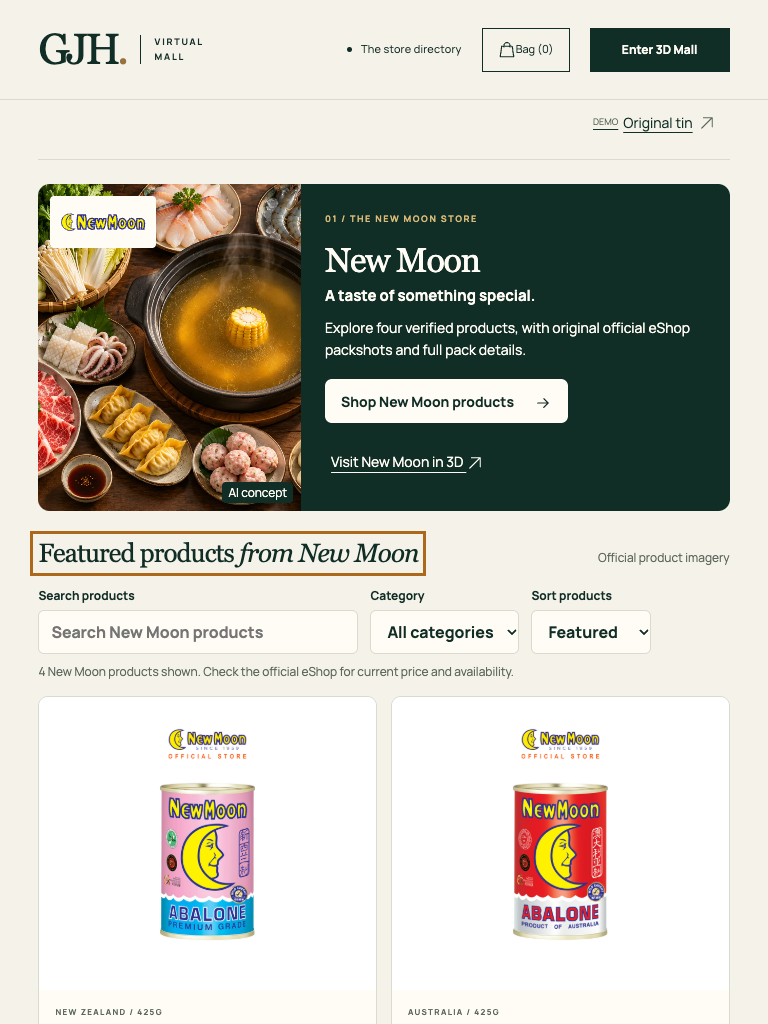 GJH.
VIRTUAL
MALL
The store directory
Bag (0)
Enter 3D Mall
DEMO Original tin
New Moon
AI concept
01 / THE NEW MOON STORE
New Moon
A taste of something special.
Explore four verified products, with original official eShop
packshots and full pack details.
Shop New Moon products
Visit New Moon in 3D
Featured products from New Moon
Official product imagery
Search products
Category
Sort products
Search New Moon products
All categories
Featured
4 New Moon products shown. Check the official eShop for current price and availability.
New Moon
SINCE 1959
OFFICIAL STORE
New Moon
ABALONE
PREMIUM GRADE
NEW ZEALAND / 425G
New Moon
SINCE 1959
OFFICIAL STORE
New Moon
ABALONE
PRODUCT OF AUSTRALIA
AUSTRALIA / 425G